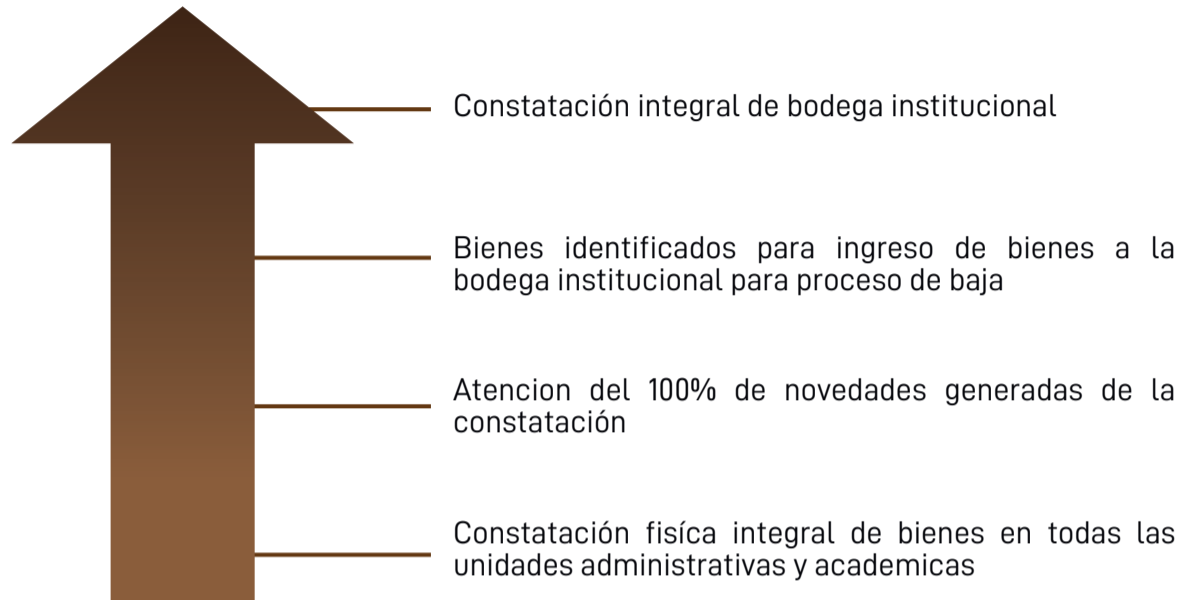 Constatación integral de bodega institucional
Bienes identificados para ingreso de bienes a la
bodega institucional para proceso de baja
Atencion del 100% de novedades generadas de la
constatación
Constatación fisíca integral de bienes en todas las
unidades administrativas y academicas